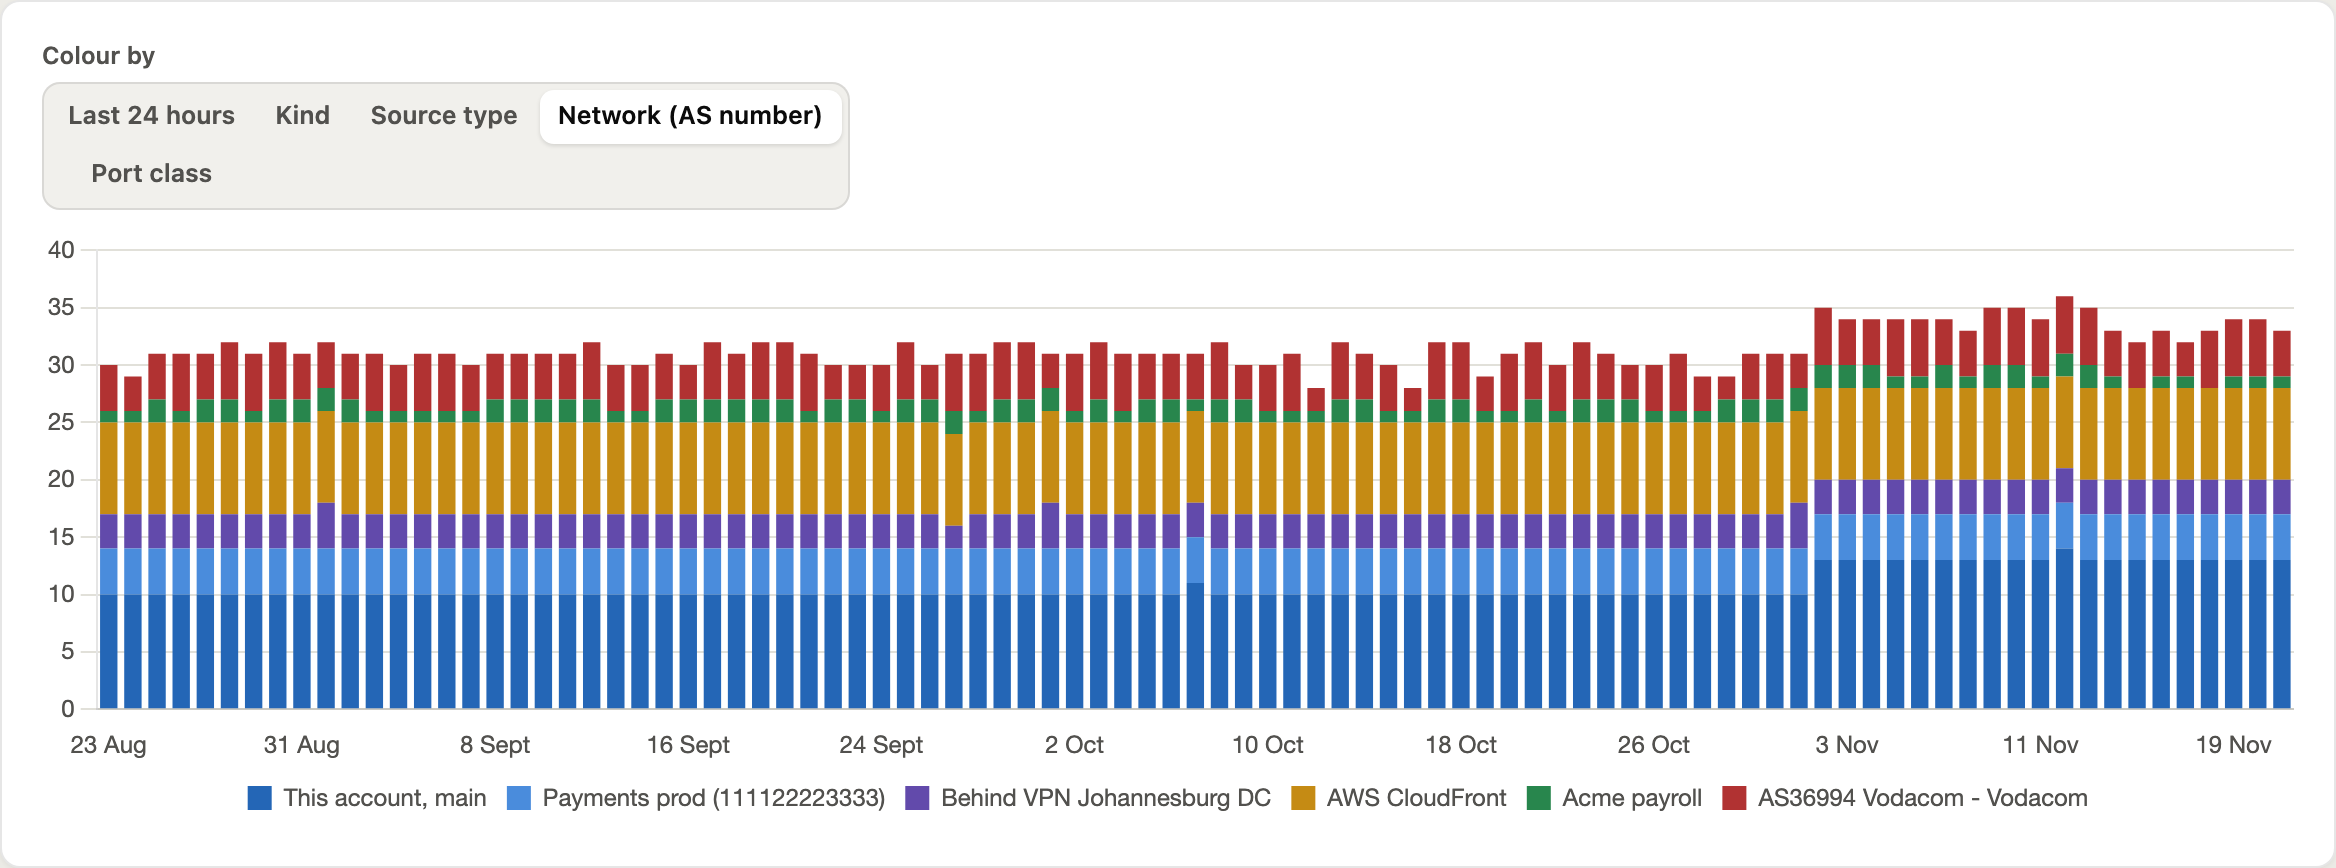 Colour by
Last 24 hours Kind Source type Network (AS number)
Port class
40
35
30
25
20
15
10
5
0
23 Aug 31 Aug 8 Sept 16 Sept 24 Sept 2 Oct 10 Oct 18 Oct 26 Oct 3 Nov 11 Nov 19 Nov
This account, main Payments prod (111122223333) Behind VPN Johannesburg DC AWS CloudFront Acme payroll AS36994 Vodacom - Vodacom